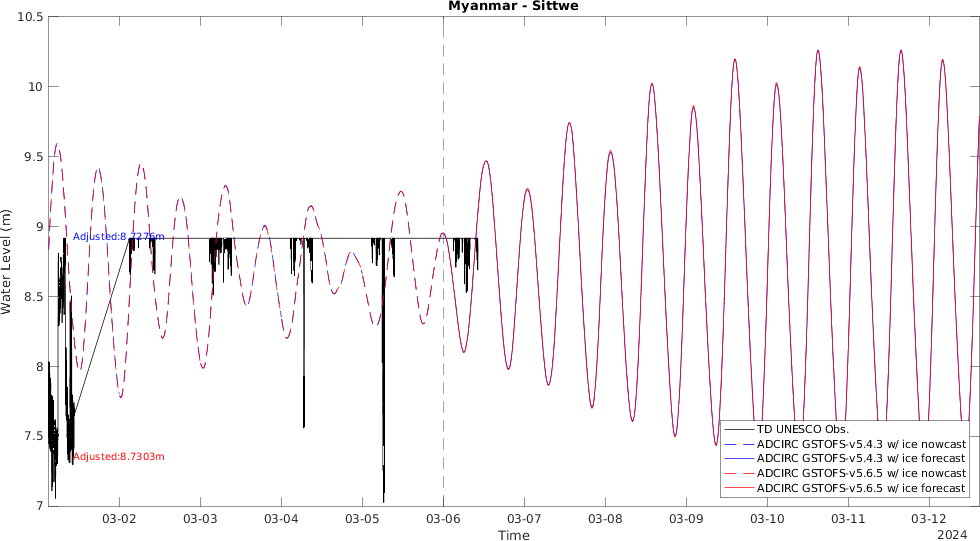 Myanmar - Sittwe
10.5
10
9.5
9
8.5
8
7.5
7
Water Level (m)
Adjusted:8.7276m
Adjusted:8.7303m
TD UNESCO Obs.
ADCIRC GSTOFS-v5.4.3 w/ ice nowcast
ADCIRC GSTOFS-v5.4.3 w/ ice forecast
ADCIRC GSTOFS-v5.6.5 w/ ice nowcast
ADCIRC GSTOFS-v5.6.5 w/ ice forecast
03-02 03-03 03-04 03-05 03-06 03-07 03-08 03-09 03-10 03-11 03-12
Time
2024